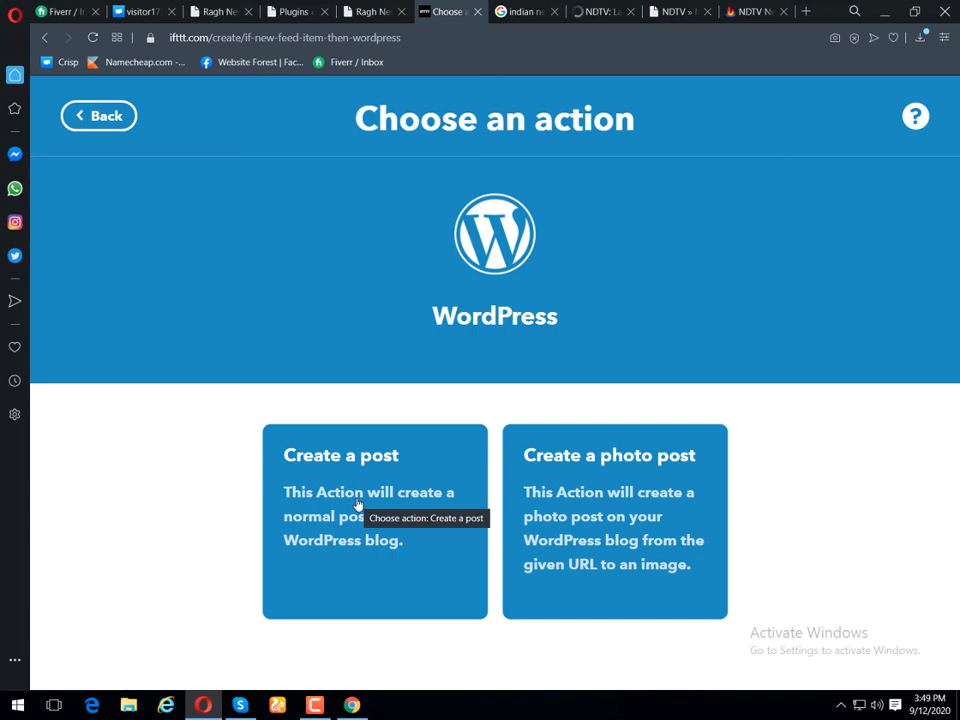 Fiverr / I
visitor17
Ragh Ne
Plugins
Ragh Ne
Choose a
indian ne
NDTV: La
NDTV » N
NDTV Ne
ifttt.com/create/if-new-feed-item-then-wordpress
Crisp
Namecheap.com -...
Website Forest | Fac...
Fiverr / Inbox
Back
Choose an action
?
WordPress
Create a post
This Action will create a
normal pos
WordPress blog.
Choose action: Create a post
Create a photo post
This Action will create a
photo post on your
WordPress blog from the
given URL to an image.
Activate Windows
Go to Settings to activate Windows.
3:49 PM
9/12/2020